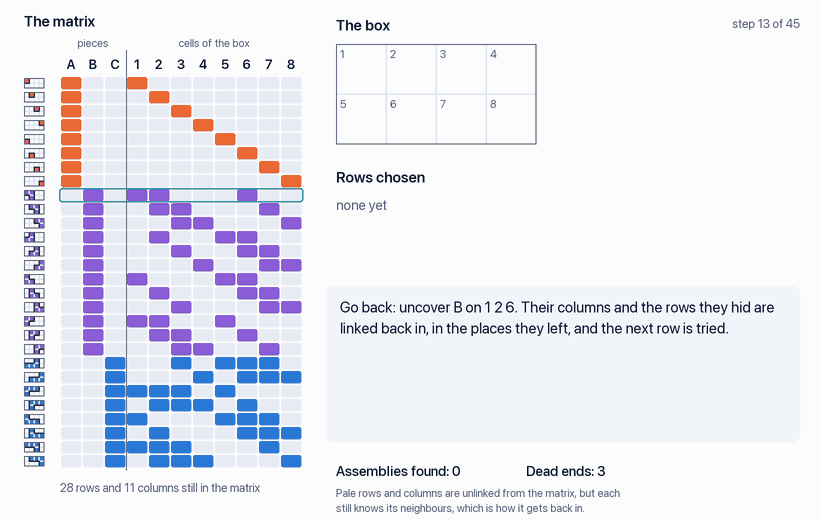 The matrix
pieces
cells of the box
A B C 1 2 3 4 5 6 7 8
28 rows and 11 columns still in the matrix
The box
step 13 of 45
1 2 3 4
5 6 7 8
Rows chosen
none yet
Go back: uncover B on 1 2 6. Their columns and the rows they hid are
linked back in, in the places they left, and the next row is tried.
Assemblies found: 0
Dead ends: 3
Pale rows and columns are unlinked from the matrix, but each
still knows its neighbours, which is how it gets back in.